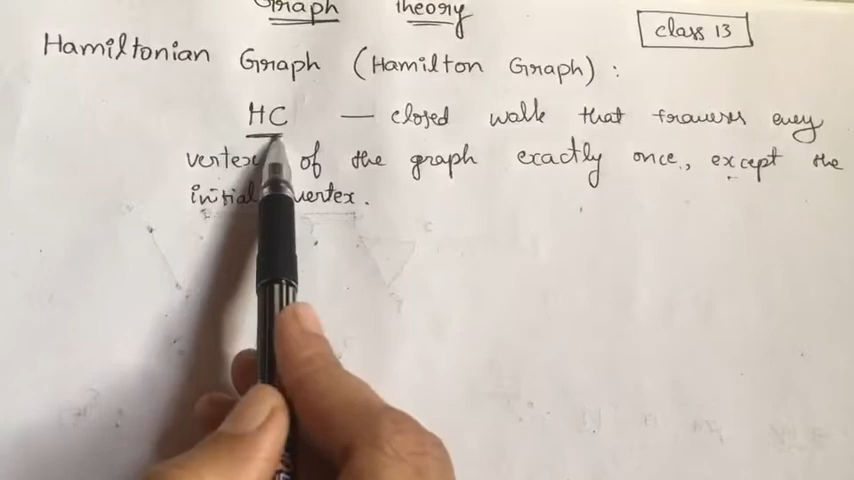 Graph theory
class 13
Hamiltonian Graph (Hamilton Graph) :
HC — closed walk that traverses every
vertex of the graph exactly once, except the
initial vertex.